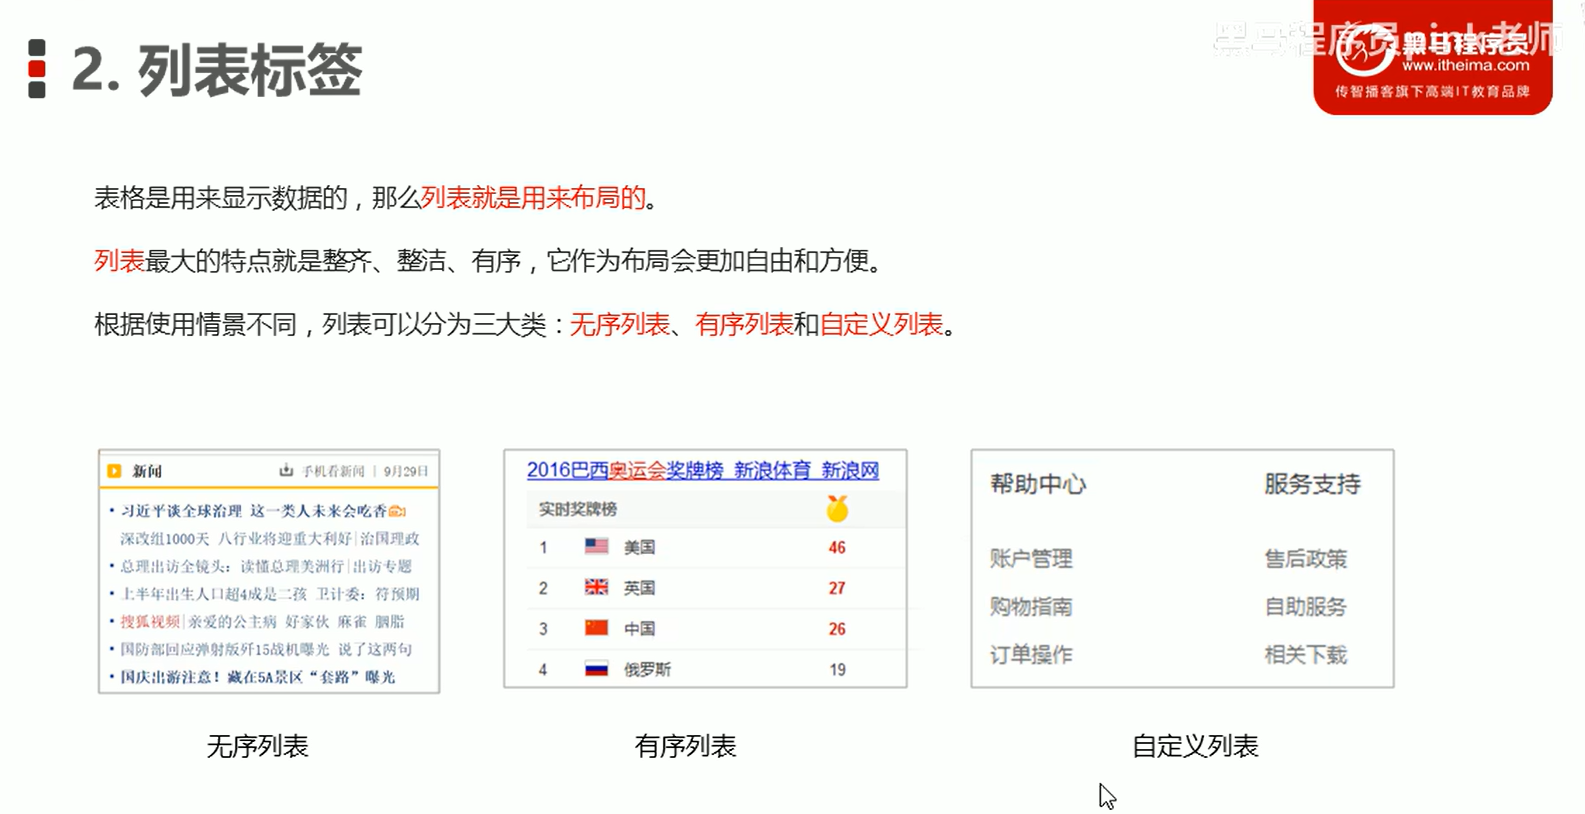 2. 列表标签
黑马程序员pink老师
黑马程序员
www.itheima.com
传智播客旗下高端IT教育品牌
表格是用来显示数据的，那么列表就是用来布局的。
列表最大的特点就是整齐、整洁、有序，它作为布局会更加自由和方便。
根据使用情景不同，列表可以分为三大类：无序列表、有序列表和自定义列表。
新闻 手机看新闻 | 9月29日
• 习近平谈全球治理 这一类人未来会吃香
深改组1000天 八行业将迎重大利好|治国理政
• 总理出访全镜头：读懂总理美洲行|出访专题
• 上半年出生人口超4成是二孩 卫计委：符预期
• 搜狐视频|亲爱的公主病 好家伙 麻雀 胭脂
• 国防部回应弹射版歼15战机曝光 说了这两句
• 国庆出游注意！藏在5A景区“套路”曝光
无序列表
2016巴西奥运会奖牌榜_新浪体育_新浪网
实时奖牌榜
1 美国 46
2 英国 27
3 中国 26
4 俄罗斯 19
有序列表
帮助中心 服务支持
账户管理 售后政策
购物指南 自助服务
订单操作 相关下载
自定义列表